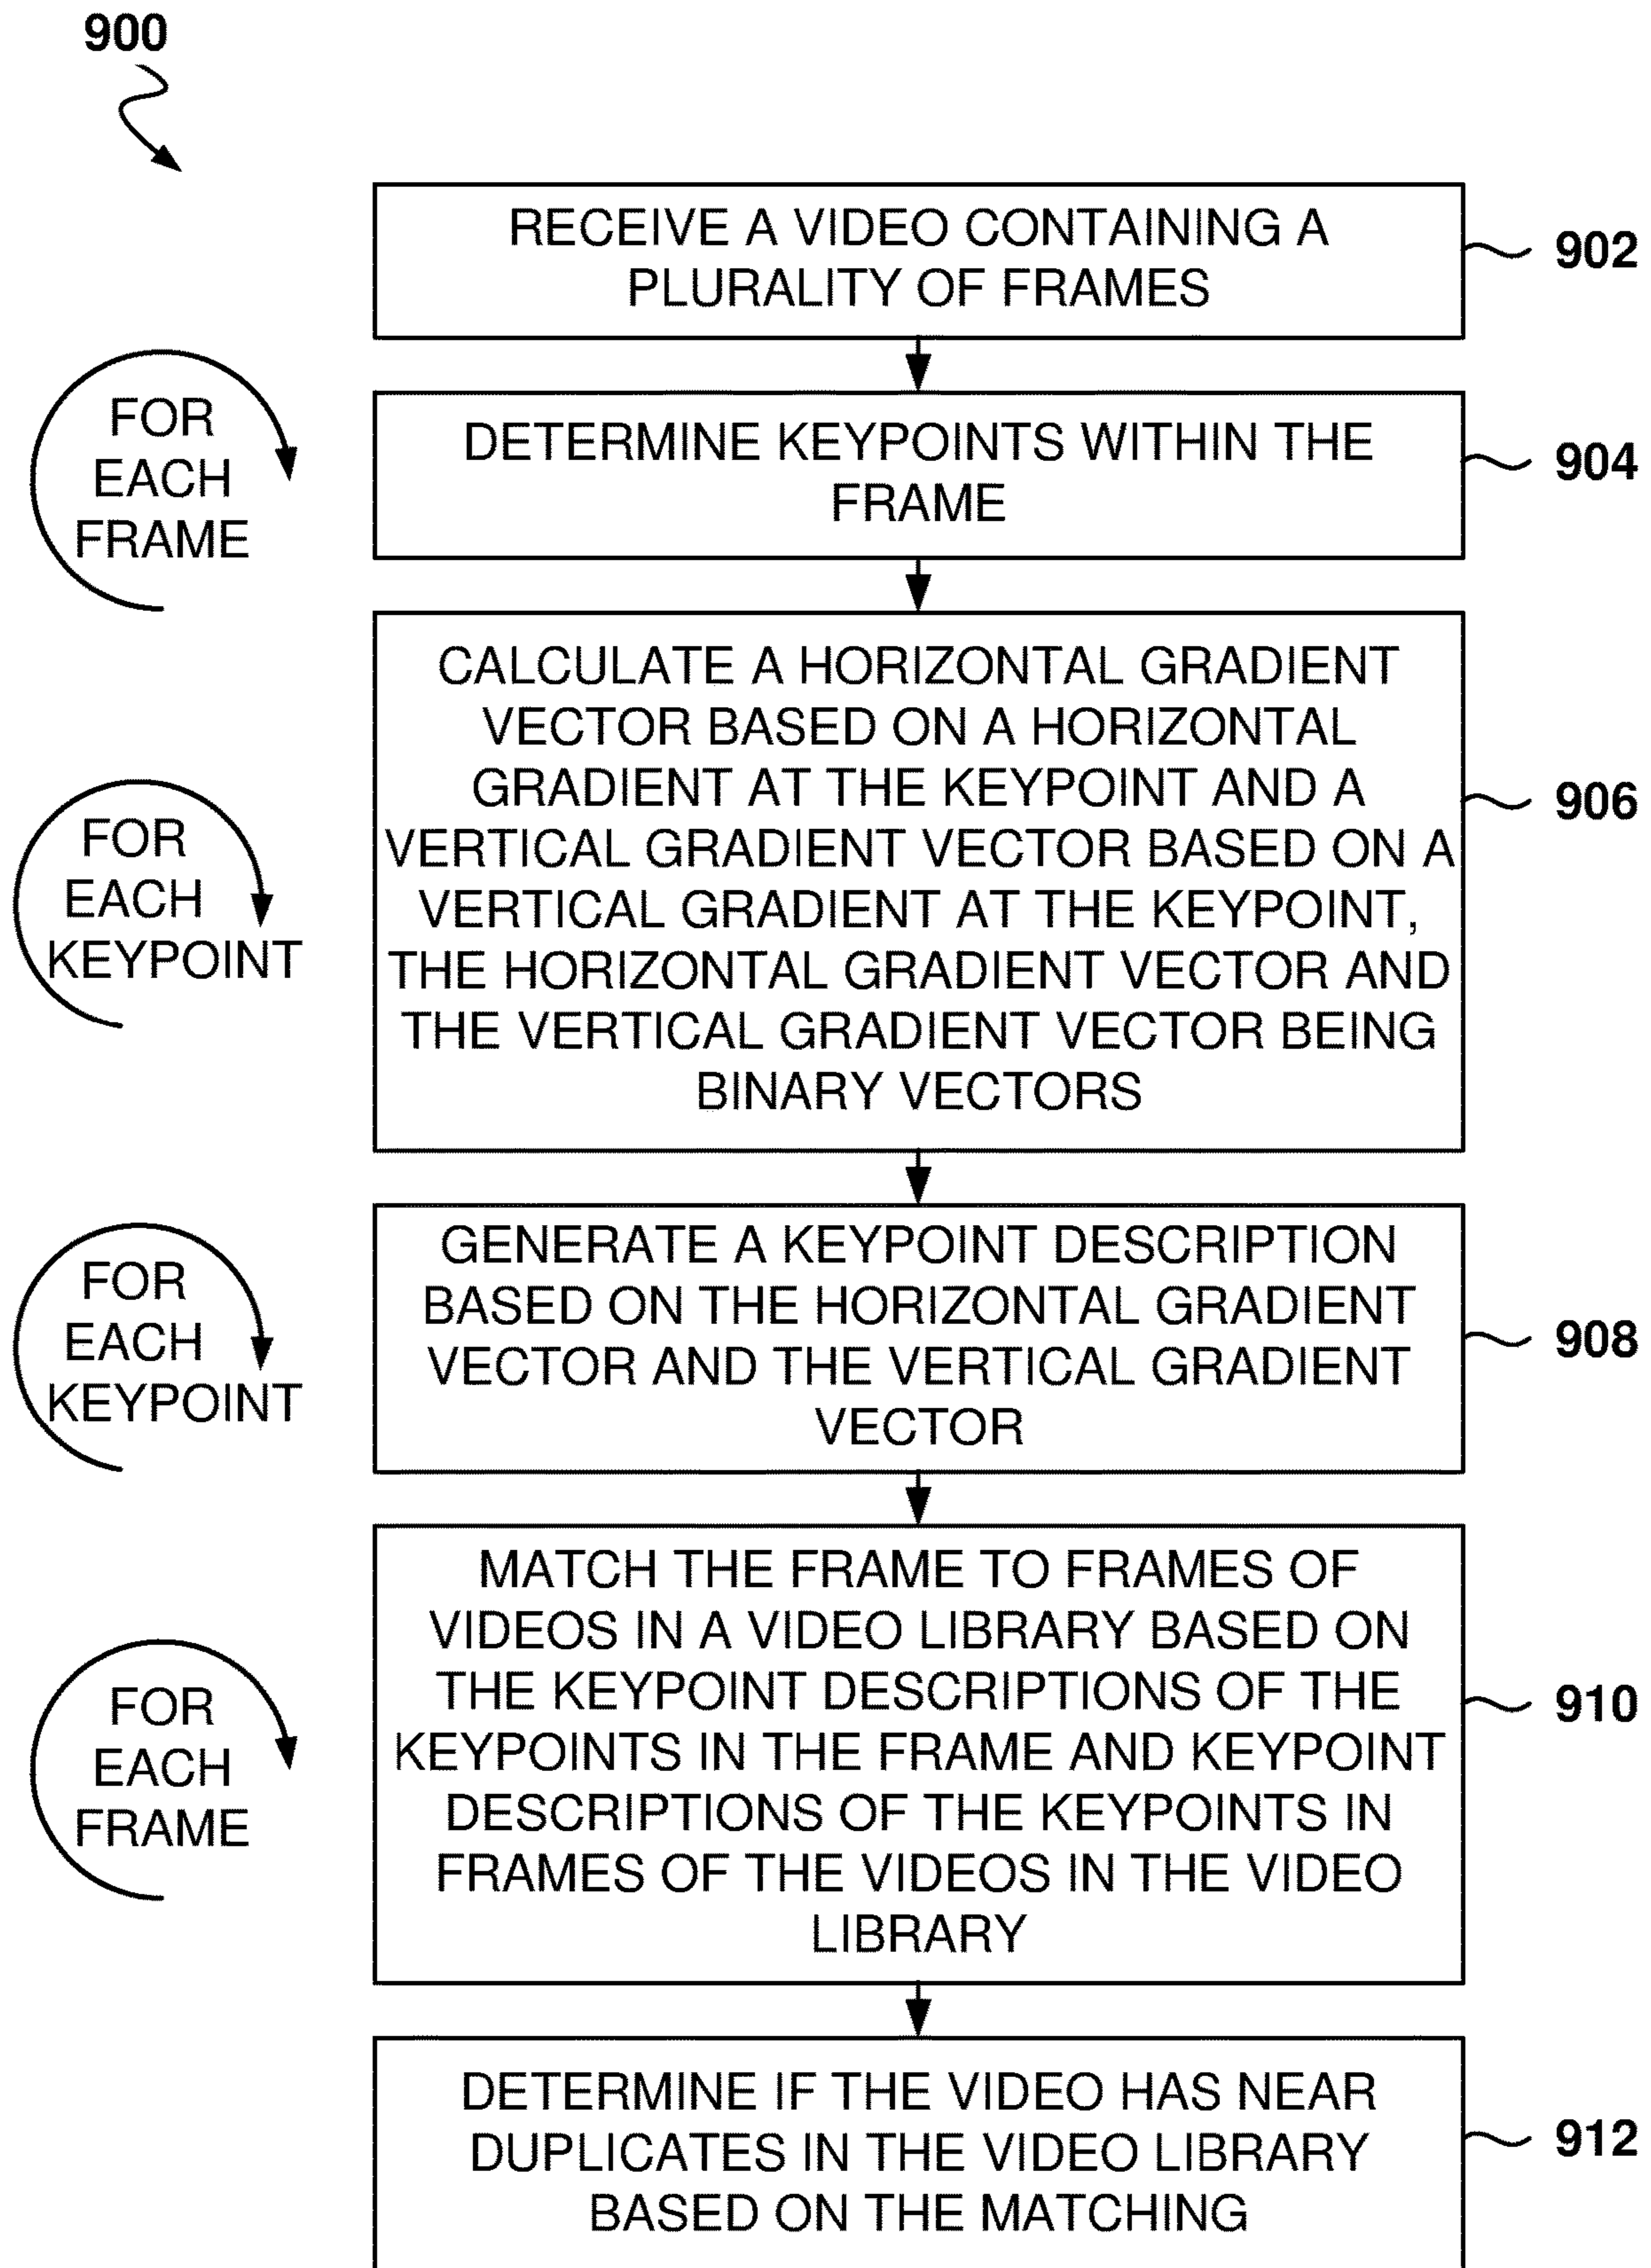 900
RECEIVE A VIDEO CONTAINING A
PLURALITY OF FRAMES
902
FOR
EACH
FRAME
DETERMINE KEYPOINTS WITHIN THE
FRAME
904
FOR
EACH
KEYPOINT
CALCULATE A HORIZONTAL GRADIENT
VECTOR BASED ON A HORIZONTAL
GRADIENT AT THE KEYPOINT AND A
VERTICAL GRADIENT VECTOR BASED ON A
VERTICAL GRADIENT AT THE KEYPOINT,
THE HORIZONTAL GRADIENT VECTOR AND
THE VERTICAL GRADIENT VECTOR BEING
BINARY VECTORS
906
FOR
EACH
KEYPOINT
GENERATE A KEYPOINT DESCRIPTION
BASED ON THE HORIZONTAL GRADIENT
VECTOR AND THE VERTICAL GRADIENT
VECTOR
908
FOR
EACH
FRAME
MATCH THE FRAME TO FRAMES OF
VIDEOS IN A VIDEO LIBRARY BASED ON
THE KEYPOINT DESCRIPTIONS OF THE
KEYPOINTS IN THE FRAME AND KEYPOINT
DESCRIPTIONS OF THE KEYPOINTS IN
FRAMES OF THE VIDEOS IN THE VIDEO
LIBRARY
910
DETERMINE IF THE VIDEO HAS NEAR
DUPLICATES IN THE VIDEO LIBRARY
BASED ON THE MATCHING
912